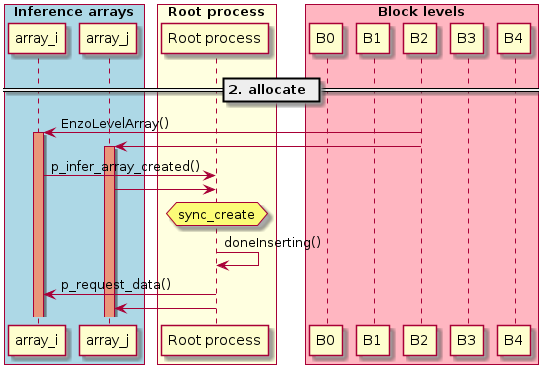 Inference arrays
Root process
Block levels
array_i
array_j
Root process
B0
B1
B2
B3
B4
2. allocate
EnzoLevelArray()
p_infer_array_created()
sync_create
doneInserting()
p_request_data()
array_i
array_j
Root process
B0
B1
B2
B3
B4